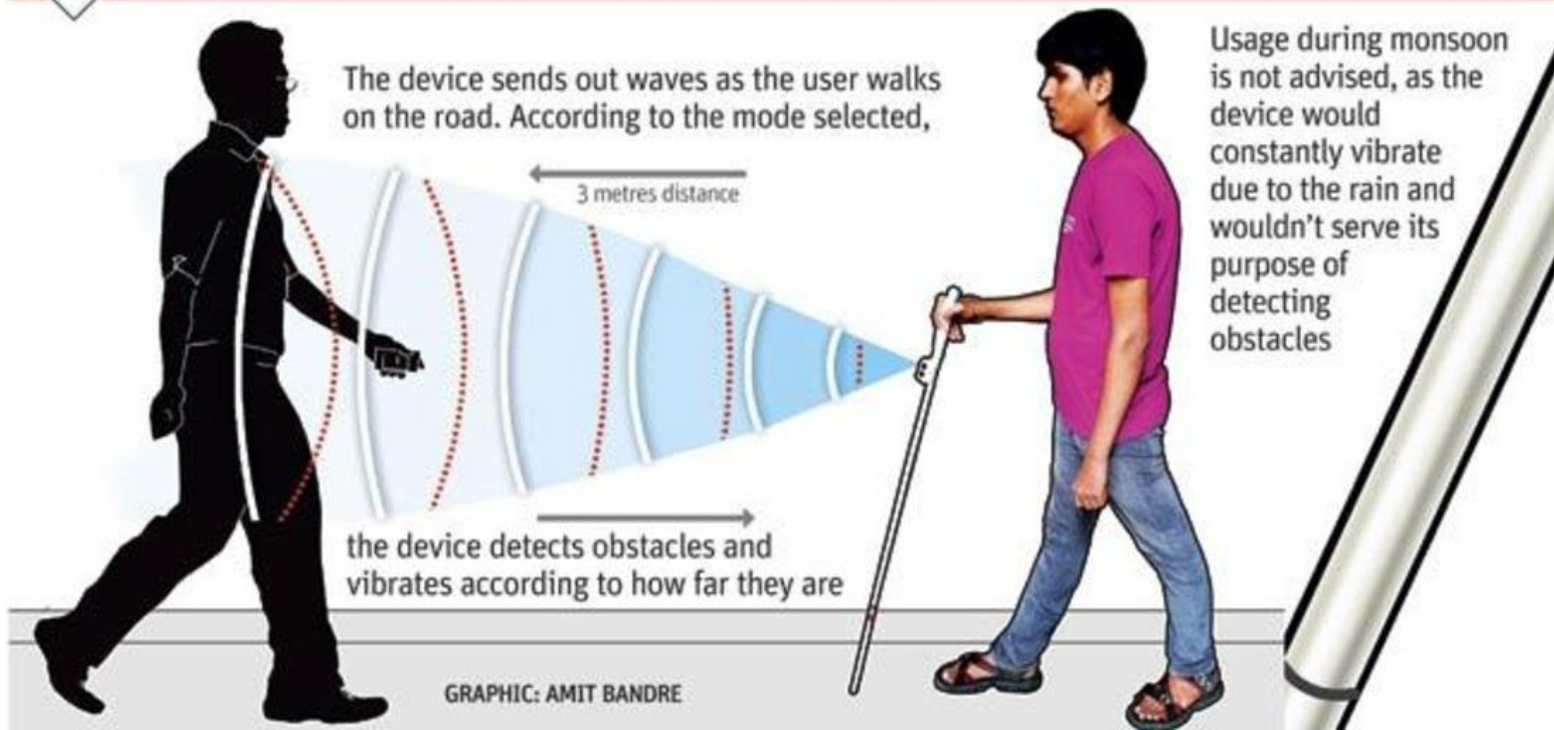 The device sends out waves as the user walks
on the road. According to the mode selected,
3 metres distance
the device detects obstacles and
vibrates according to how far they are
Usage during monsoon
is not advised, as the
device would
constantly vibrate
due to the rain and
wouldn't serve its
purpose of
detecting
obstacles
GRAPHIC: AMIT BANDRE